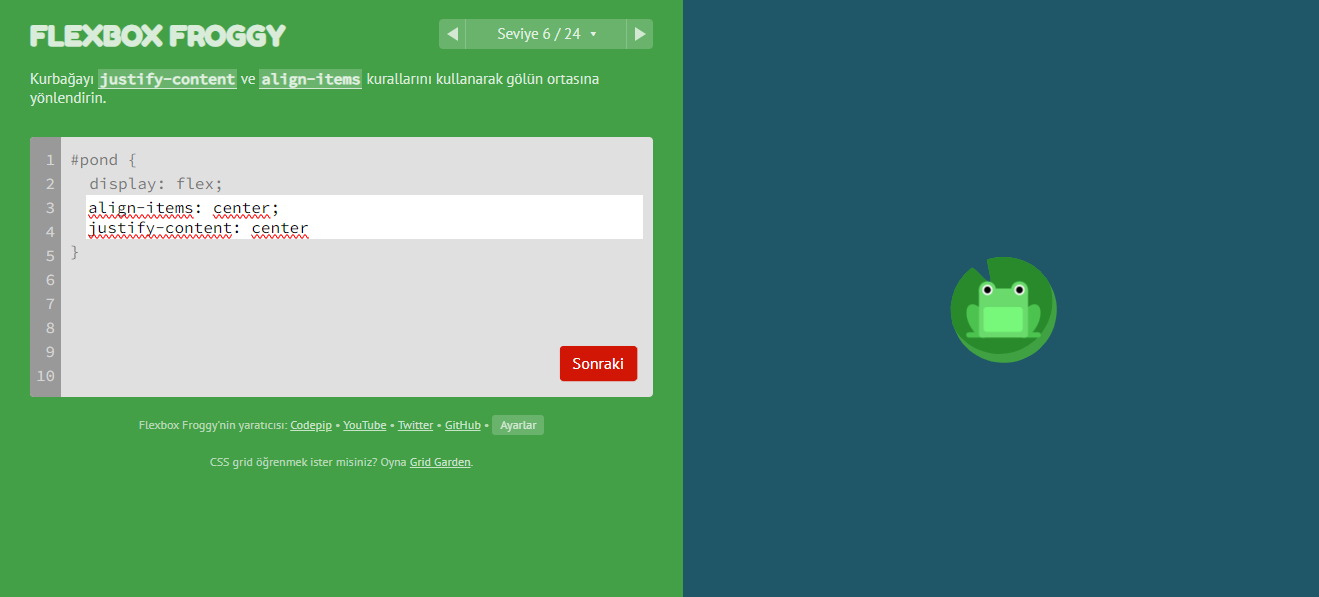 FLEXBOX FROGGY
Seviye 6 / 24
Kurbağayı justify-content ve align-items kurallarını kullanarak gölün ortasına
yönlendirin.
1 #pond {
2 display: flex;
3 align-items: center;
4 justify-content: center
5 }
6
7
8
9
10
Sonraki
Flexbox Froggy'nin yaratıcısı: Codepip • YouTube • Twitter • GitHub • Ayarlar
CSS grid öğrenmek ister misiniz? Oyna Grid Garden.